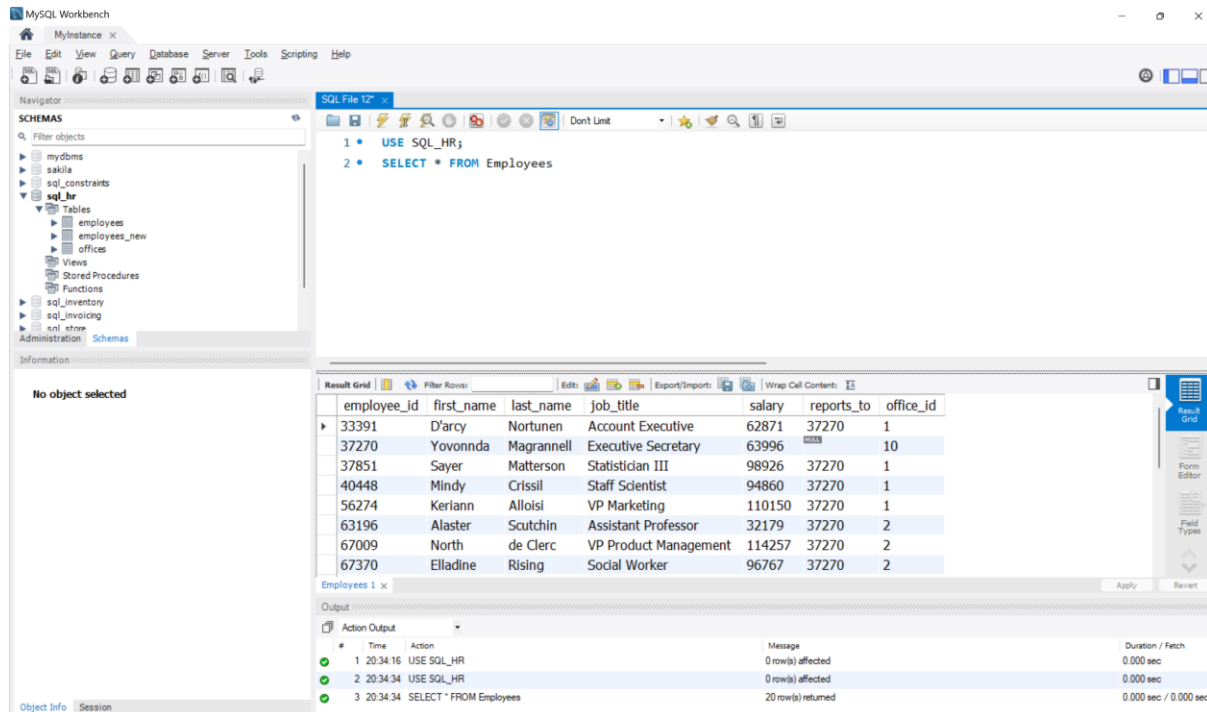 MySQL Workbench
MyInstance ×
File Edit View Query Database Server Tools Scripting Help
Navigator
SCHEMAS
Filter objects
mydbms
sakila
sql_constraints
sql_hr
Tables
employees
employees_new
offices
Views
Stored Procedures
Functions
sql_inventory
sql_invoicing
sql_store
Administration Schemas
Information
No object selected
Object Info Session
SQL File 12* ×
Don't Limit
1 USE SQL_HR;
2 SELECT * FROM Employees
Result Grid Filter Rows: Edit: Export/Import: Wrap Cell Content:
employee_id first_name last_name job_title salary reports_to office_id
33391 D'arcy Nortunen Account Executive 62871 37270 1
37270 Yovonnda Magrannell Executive Secretary 63996 NULL 10
37851 Sayer Matterson Statistician III 98926 37270 1
40448 Mindy Crissil Staff Scientist 94860 37270 1
56274 Keriann Alloisi VP Marketing 110150 37270 1
63196 Alaster Scutchin Assistant Professor 32179 37270 2
67009 North de Clerc VP Product Management 114257 37270 2
67370 Elladine Rising Social Worker 96767 37270 2
Result
Grid
Form
Editor
Field
Types
Employees 1 ×
Apply Revert
Output
Action Output
# Time Action Message Duration / Fetch
1 20:34:16 USE SQL_HR 0 row(s) affected 0.000 sec
2 20:34:34 USE SQL_HR 0 row(s) affected 0.000 sec
3 20:34:34 SELECT * FROM Employees 20 row(s) returned 0.000 sec / 0.000 sec